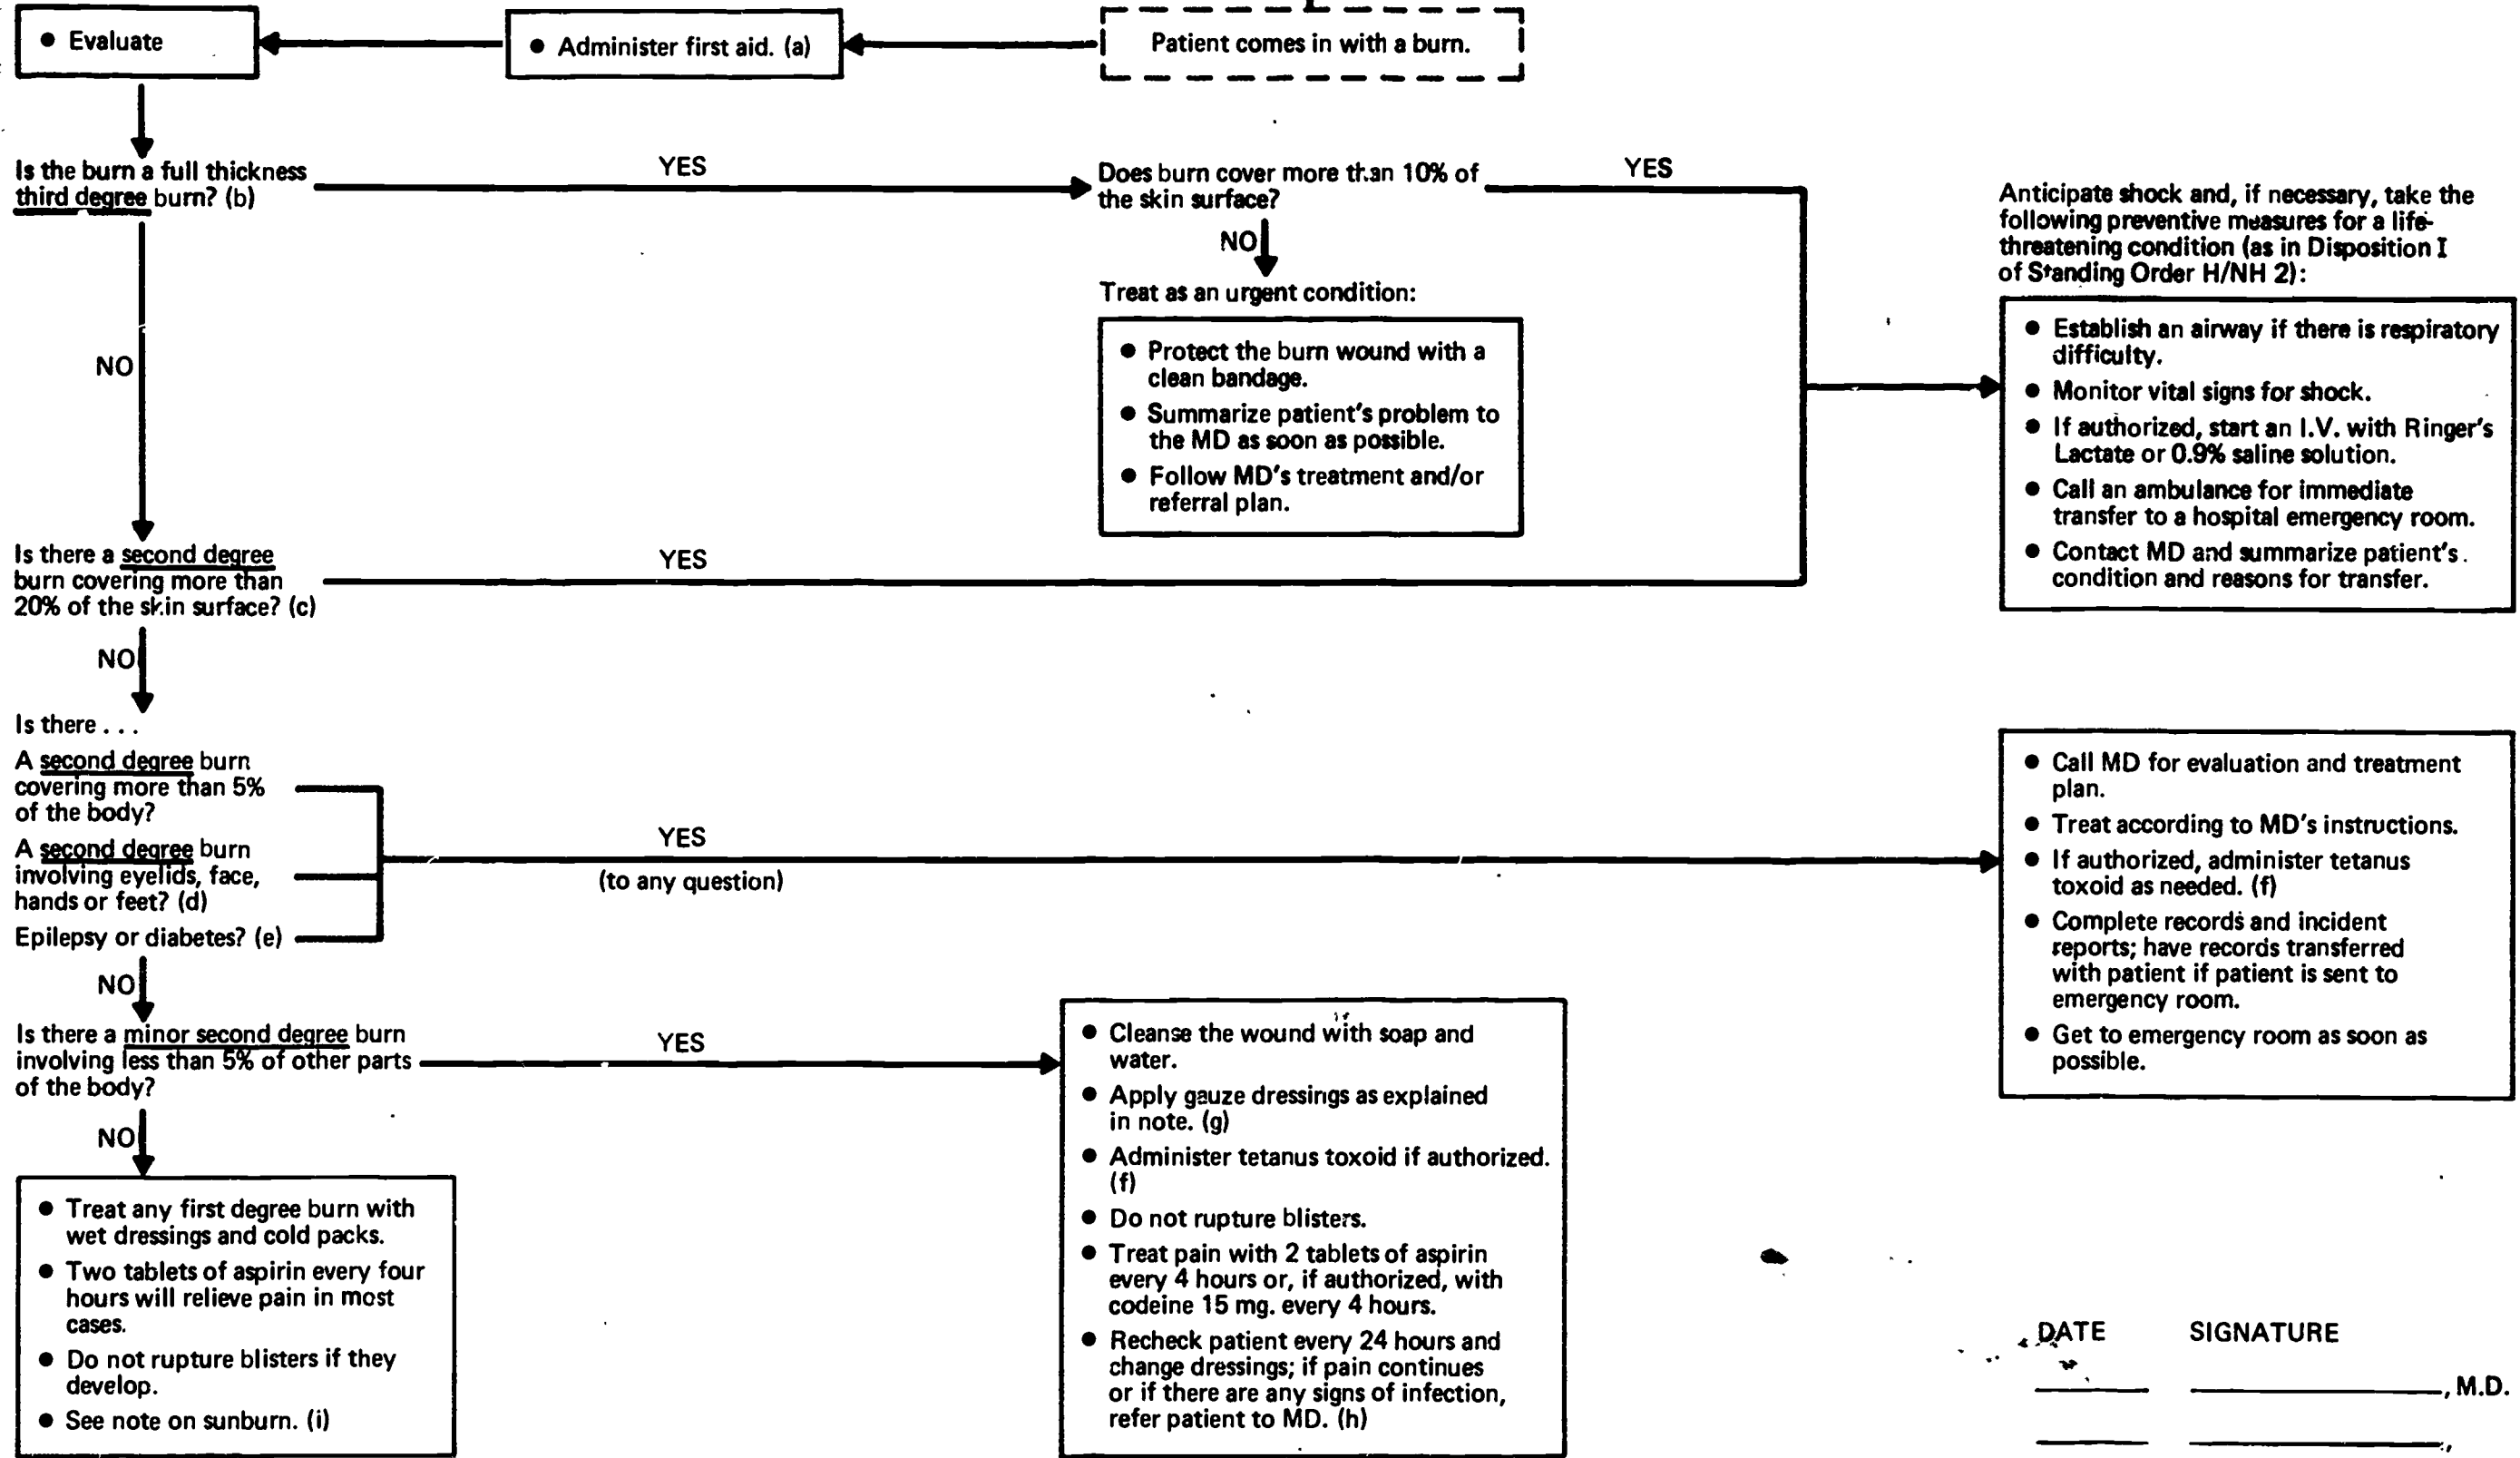 ● Evaluate
● Administer first aid. (a)
Patient comes in with a burn.
Is the burn a full thickness
third degree burn? (b)
YES
Does burn cover more than 10% of
the skin surface?
YES
NO
Treat as an urgent condition:
● Protect the burn wound with a
clean bandage.
● Summarize patient's problem to
the MD as soon as possible.
● Follow MD's treatment and/or
referral plan.
Anticipate shock and, if necessary, take the
following preventive measures for a life-
threatening condition (as in Disposition I
of Standing Order H/NH 2):
● Establish an airway if there is respiratory
difficulty.
● Monitor vital signs for shock.
● If authorized, start an I.V. with Ringer's
Lactate or 0.9% saline solution.
● Call an ambulance for immediate
transfer to a hospital emergency room.
● Contact MD and summarize patient's
condition and reasons for transfer.
NO
Is there a second degree
burn covering more than
20% of the skin surface? (c)
YES
NO
Is there . . .
A second degree burn
covering more than 5%
of the body?
A second degree burn
involving eyelids, face,
hands or feet? (d)
Epilepsy or diabetes? (e)
YES
(to any question)
● Call MD for evaluation and treatment
plan.
● Treat according to MD's instructions.
● If authorized, administer tetanus
toxoid as needed. (f)
● Complete records and incident
reports; have records transferred
with patient if patient is sent to
emergency room.
● Get to emergency room as soon as
possible.
NO
Is there a minor second degree burn
involving less than 5% of other parts
of the body?
YES
● Cleanse the wound with soap and
water.
● Apply gauze dressings as explained
in note. (g)
● Administer tetanus toxoid if authorized.
(f)
● Do not rupture blisters.
● Treat pain with 2 tablets of aspirin
every 4 hours or, if authorized, with
codeine 15 mg. every 4 hours.
● Recheck patient every 24 hours and
change dressings; if pain continues
or if there are any signs of infection,
refer patient to MD. (h)
NO
● Treat any first degree burn with
wet dressings and cold packs.
● Two tablets of aspirin every four
hours will relieve pain in most
cases.
● Do not rupture blisters if they
develop.
● See note on sunburn. (i)
DATE SIGNATURE
, M.D.
,